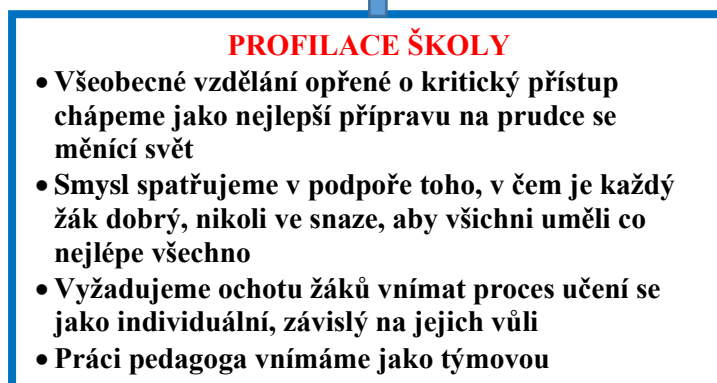 PROFILACE ŠKOLY
• Všeobecné vzdělání opřené o kritický přístup
chápeme jako nejlepší přípravu na prudce se
měnící svět
• Smysl spatřujeme v podpoře toho, v čem je každý
žák dobrý, nikoli ve snaze, aby všichni uměli co
nejlépe všechno
• Vyžadujeme ochotu žáků vnímat proces učení se
jako individuální, závislý na jejich vůli
• Práci pedagoga vnímáme jako týmovou